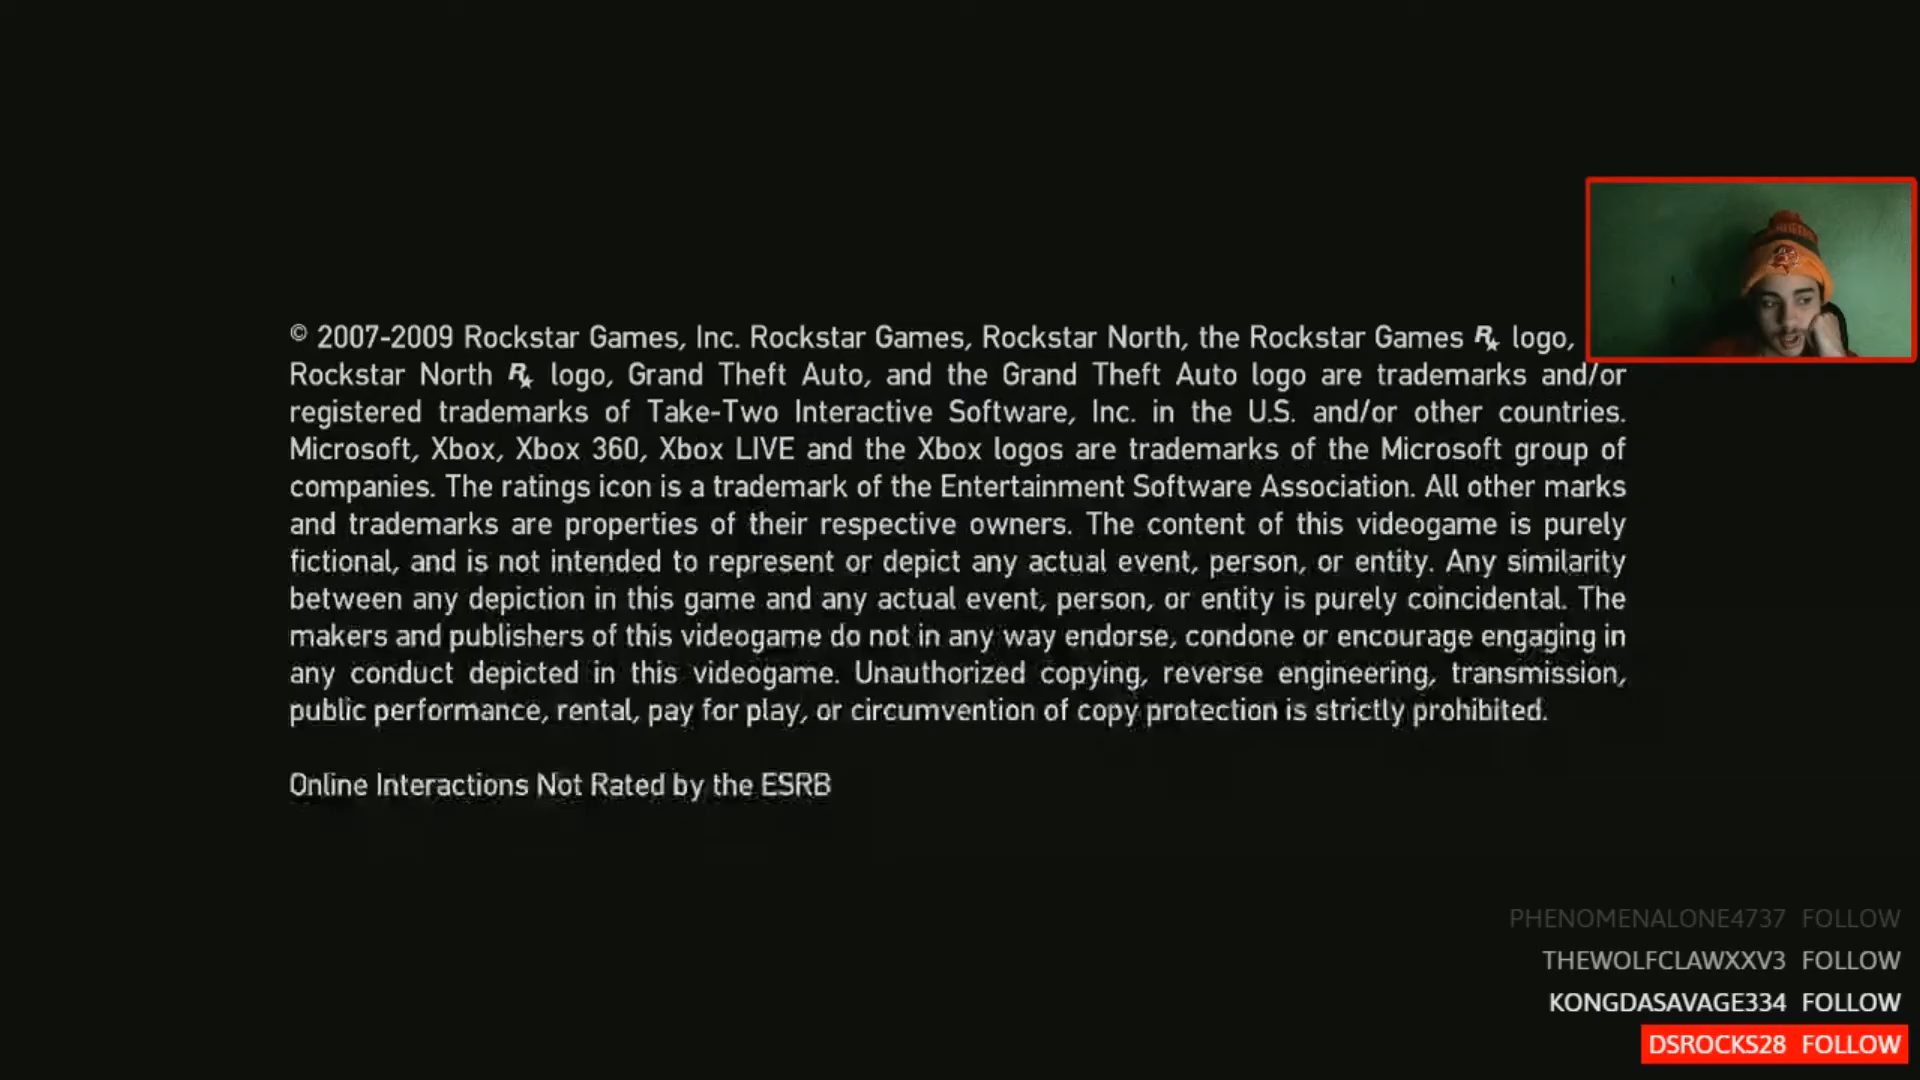 © 2007-2009 Rockstar Games, Inc. Rockstar Games, Rockstar North, the Rockstar Games R logo,
Rockstar North R logo, Grand Theft Auto, and the Grand Theft Auto logo are trademarks and/or
registered trademarks of Take-Two Interactive Software, Inc. in the U.S. and/or other countries.
Microsoft, Xbox, Xbox 360, Xbox LIVE and the Xbox logos are trademarks of the Microsoft group of
companies. The ratings icon is a trademark of the Entertainment Software Association. All other marks
and trademarks are properties of their respective owners. The content of this videogame is purely
fictional, and is not intended to represent or depict any actual event, person, or entity. Any similarity
between any depiction in this game and any actual event, person, or entity is purely coincidental. The
makers and publishers of this videogame do not in any way endorse, condone or encourage engaging in
any conduct depicted in this videogame. Unauthorized copying, reverse engineering, transmission,
public performance, rental, pay for play, or circumvention of copy protection is strictly prohibited.
Online Interactions Not Rated by the ESRB
PHENOMENALONE4737 FOLLOW
THEWOLFCLAWXXV3 FOLLOW
KONGDASAVAGE334 FOLLOW
DSROCKS28 FOLLOW